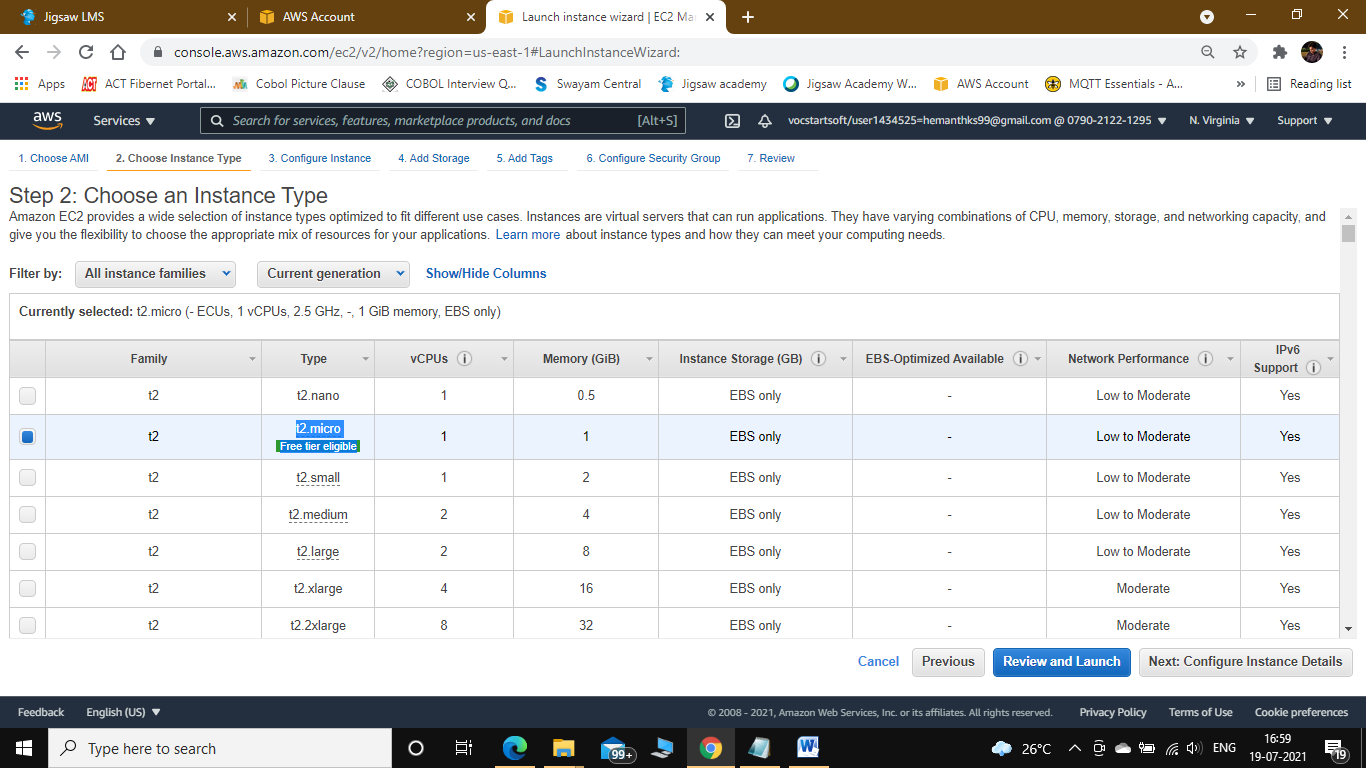 Jigsaw LMS
AWS Account
Launch instance wizard | EC2 Ma
console.aws.amazon.com/ec2/v2/home?region=us-east-1#LaunchInstanceWizard:
Apps
ACT Fibernet Portal...
Cobol Picture Clause
COBOL Interview Q...
Swayam Central
Jigsaw academy
Jigsaw Academy W...
AWS Account
MQTT Essentials - A...
»
Reading list
aws
Services
Search for services, features, marketplace products, and docs
[Alt+S]
vocstartsoft/user1434525=hemanthks99@gmail.com @ 0790-2122-1295
N. Virginia
Support
1. Choose AMI
2. Choose Instance Type
3. Configure Instance
4. Add Storage
5. Add Tags
6. Configure Security Group
7. Review
Step 2: Choose an Instance Type
Amazon EC2 provides a wide selection of instance types optimized to fit different use cases. Instances are virtual servers that can run applications. They have varying combinations of CPU, memory, storage, and networking capacity, and
give you the flexibility to choose the appropriate mix of resources for your applications. Learn more about instance types and how they can meet your computing needs.
Filter by:
All instance families
Current generation
Show/Hide Columns
Currently selected: t2.micro (- ECUs, 1 vCPUs, 2.5 GHz, -, 1 GiB memory, EBS only)
Family
Type
vCPUs
Memory (GiB)
Instance Storage (GB)
EBS-Optimized Available
Network Performance
IPv6
Support
t2 t2.nano 1 0.5 EBS only - Low to Moderate Yes
t2 t2.micro 1 1 EBS only - Low to Moderate Yes
Free tier eligible
t2 t2.small 1 2 EBS only - Low to Moderate Yes
t2 t2.medium 2 4 EBS only - Low to Moderate Yes
t2 t2.large 2 8 EBS only - Low to Moderate Yes
t2 t2.xlarge 4 16 EBS only - Moderate Yes
t2 t2.2xlarge 8 32 EBS only - Moderate Yes
Cancel
Previous
Review and Launch
Next: Configure Instance Details
Feedback
English (US)
© 2008 - 2021, Amazon Web Services, Inc. or its affiliates. All rights reserved.
Privacy Policy
Terms of Use
Cookie preferences
Type here to search
99+
W
26°C
ENG
16:59
19-07-2021
19